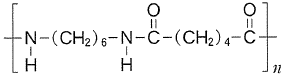 O O
[N—(CH₂)₆—N—C—(CH₂)₄—C]ₙ
H H